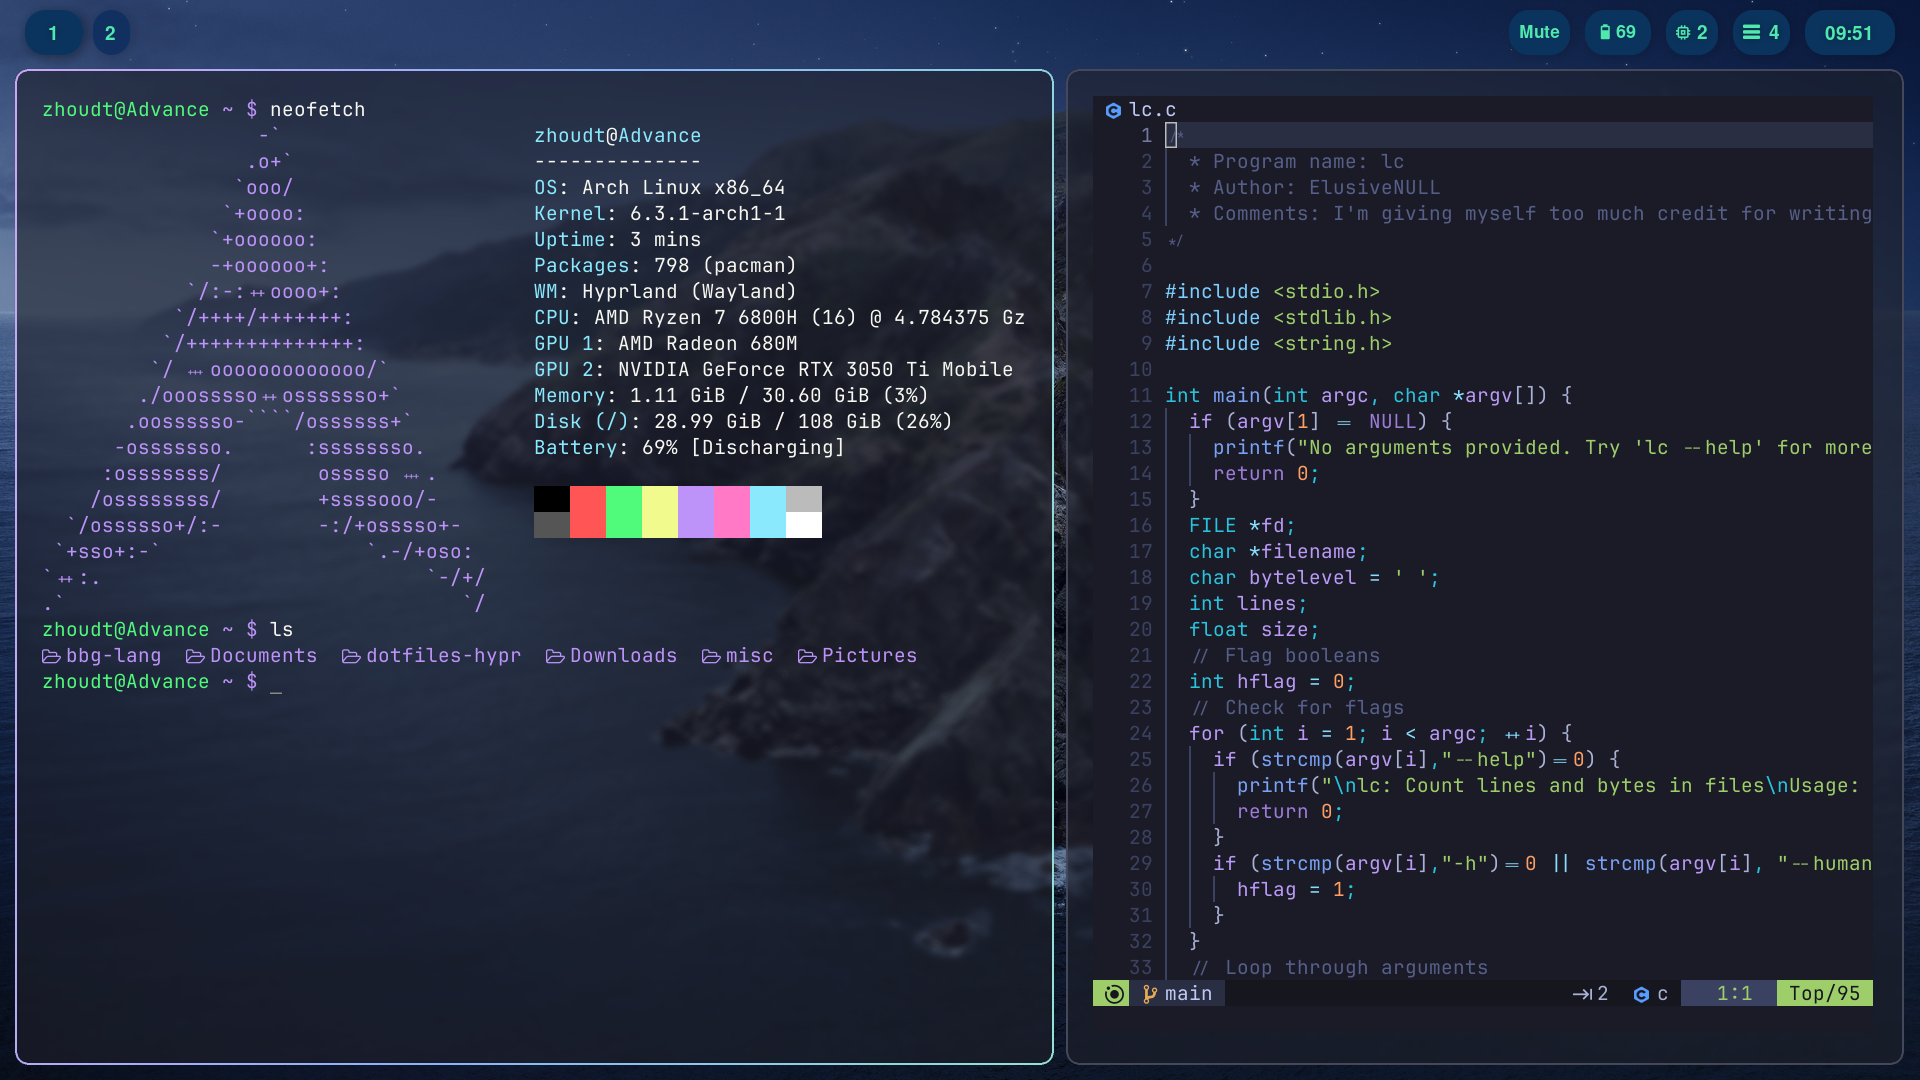 1 2 Mute 69 2 4 09:51
zhoudt@Advance ~ $ neofetch
-`
.o+`
`ooo/
`+oooo:
`+oooooo:
-+oooooo+:
`/:-:++oooo+:
`/++++/+++++++:
`/++++++++++++++:
`/+++ooooooooooooo/`
./ooosssso++osssssso+`
.oossssso-````/ossssss+`
-osssssso. :ssssssso.
:osssssss/ osssso+++.
/ossssssss/ +ssssooo/-
`/ossssso+/:- -:/+osssso+-
`+sso+:-` `.-/+oso:
`++:. `-/+/
.` `/
zhoudt@Advance
--------------
OS: Arch Linux x86_64
Kernel: 6.3.1-arch1-1
Uptime: 3 mins
Packages: 798 (pacman)
WM: Hyprland (Wayland)
CPU: AMD Ryzen 7 6800H (16) @ 4.784375 Gz
GPU 1: AMD Radeon 680M
GPU 2: NVIDIA GeForce RTX 3050 Ti Mobile
Memory: 1.11 GiB / 30.60 GiB (3%)
Disk (/): 28.99 GiB / 108 GiB (26%)
Battery: 69% [Discharging]
zhoudt@Advance ~ $ ls
bbg-lang Documents dotfiles-hypr Downloads misc Pictures
zhoudt@Advance ~ $ _
lc.c
1 /*
2 * Program name: lc
3 * Author: ElusiveNULL
4 * Comments: I'm giving myself too much credit for writing
5 */
6
7 #include <stdio.h>
8 #include <stdlib.h>
9 #include <string.h>
10
11 int main(int argc, char *argv[]) {
12 if (argv[1] == NULL) {
13 printf("No arguments provided. Try 'lc --help' for more
14 return 0;
15 }
16 FILE *fd;
17 char *filename;
18 char bytelevel = ' ';
19 int lines;
20 float size;
21 // Flag booleans
22 int hflag = 0;
23 // Check for flags
24 for (int i = 1; i < argc; ++i) {
25 if (strcmp(argv[i],"--help")==0) {
26 printf("\nlc: Count lines and bytes in files\nUsage:
27 return 0;
28 }
29 if (strcmp(argv[i],"-h")==0 || strcmp(argv[i], "--human
30 hflag = 1;
31 }
32 }
33 // Loop through arguments
main 2 c 1:1 Top/95